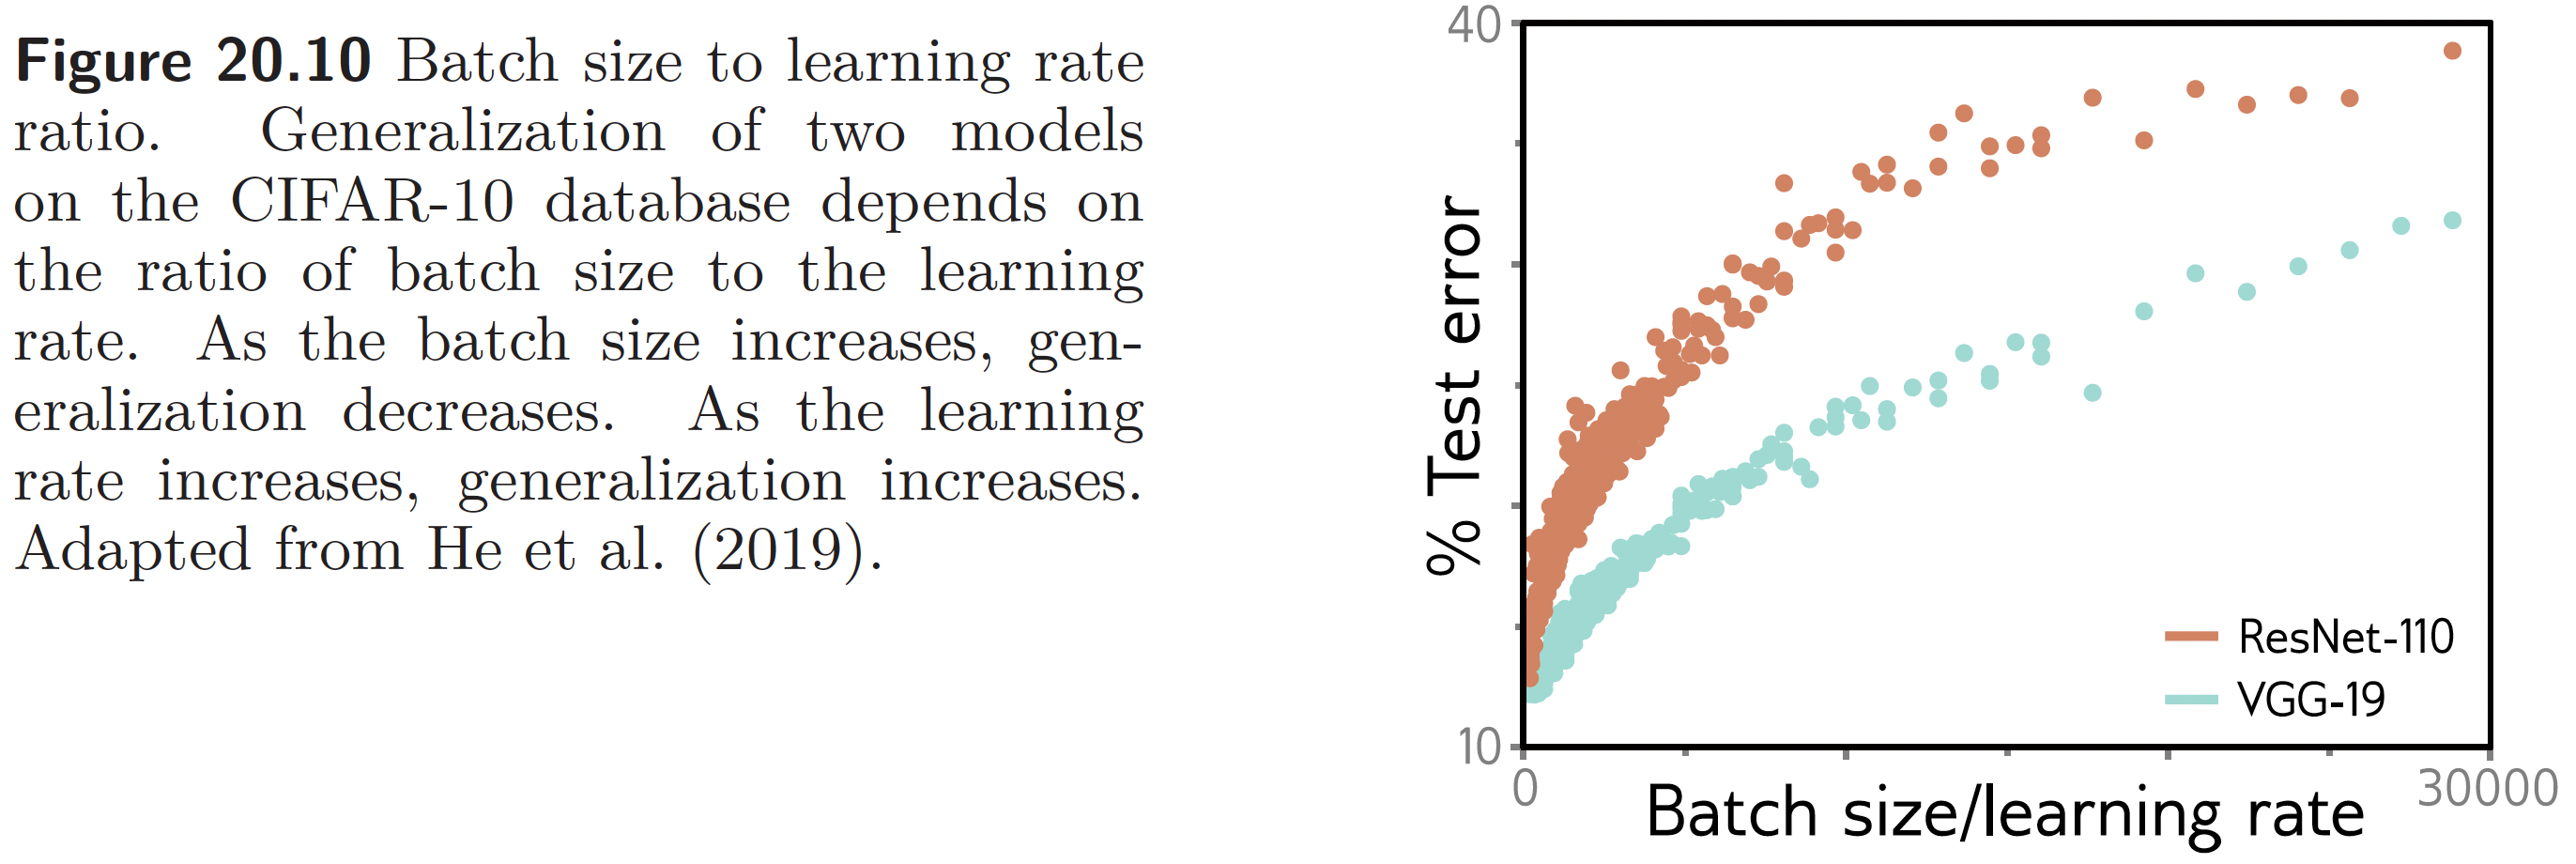 Figure 20.10 Batch size to learning rate
ratio. Generalization of two models
on the CIFAR-10 database depends on
the ratio of batch size to the learning
rate. As the batch size increases, gen-
eralization decreases. As the learning
rate increases, generalization increases.
Adapted from He et al. (2019).
40
% Test error
10
ResNet-110
VGG-19
0
30000
Batch size/learning rate